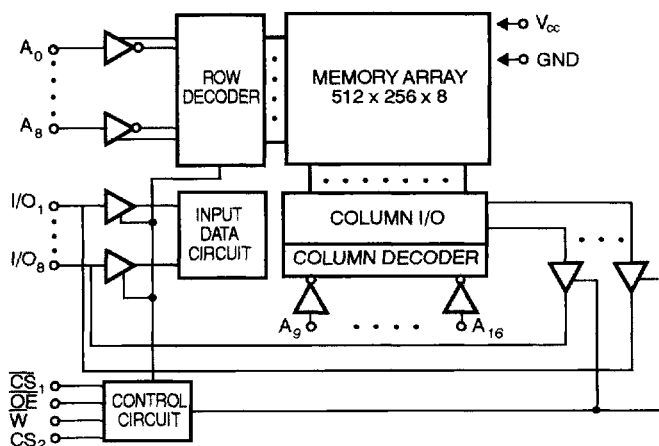 A0
A8
ROW
DECODER
MEMORY ARRAY
512 x 256 x 8
Vcc
GND
I/O1
I/O8
INPUT
DATA
CIRCUIT
COLUMN I/O
COLUMN DECODER
A9
A16
CS1
OE
W
CS2
CONTROL
CIRCUIT